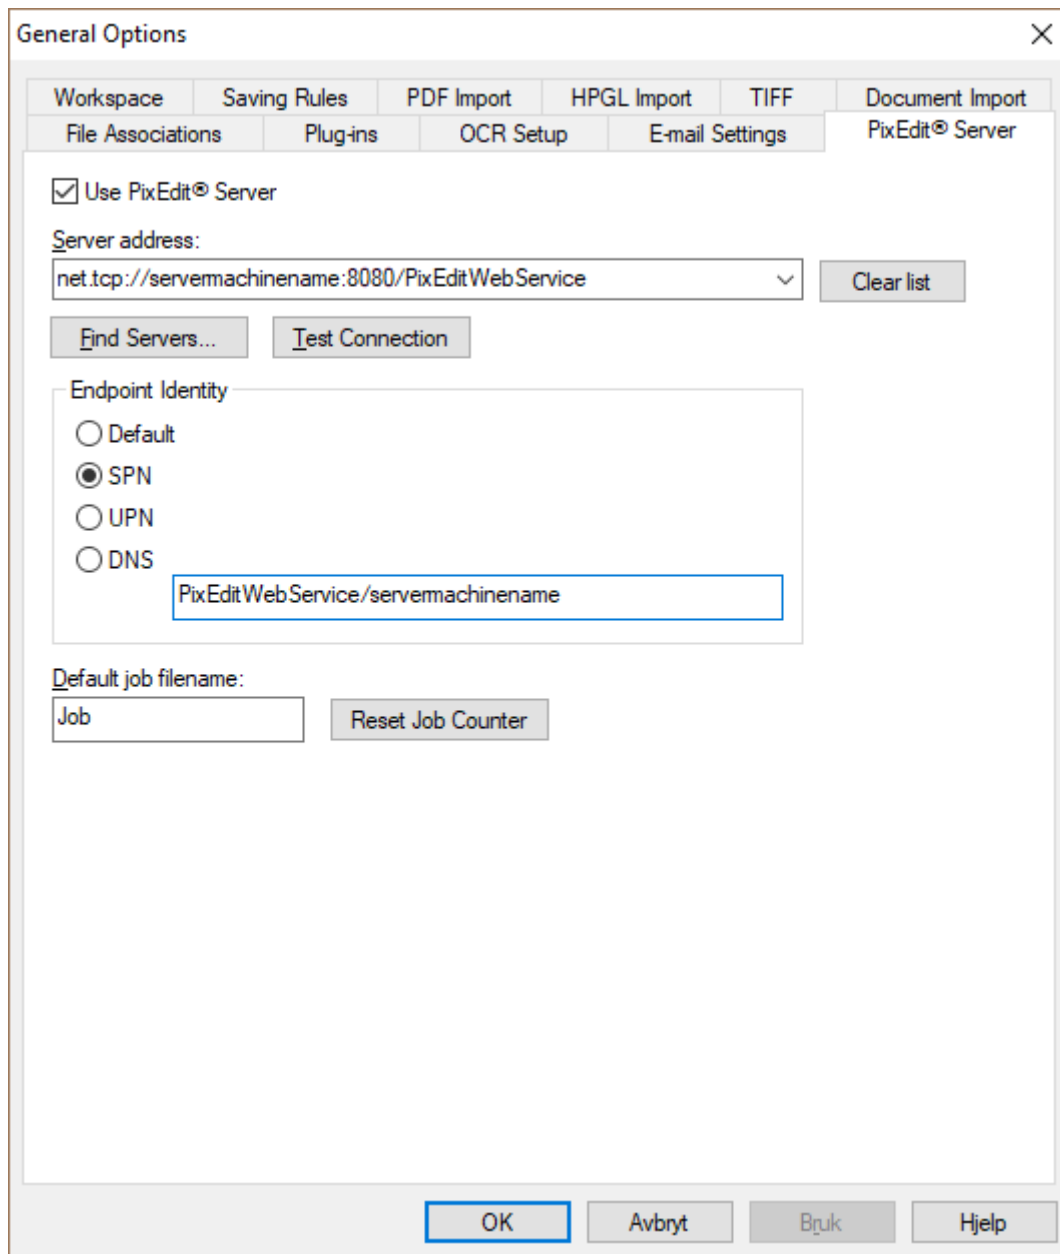 General Options
Workspace Saving Rules PDF Import HPGL Import TIFF Document Import
File Associations Plug-ins OCR Setup E-mail Settings PixEdit® Server
Use PixEdit® Server
Server address:
net.tcp://servermachinename:8080/PixEditWebService Clear list
Find Servers... Test Connection
Endpoint Identity
Default
SPN
UPN
DNS
PixEditWebService/servermachinename
Default job filename:
Job Reset Job Counter
OK Avbryt Bruk Hjelp